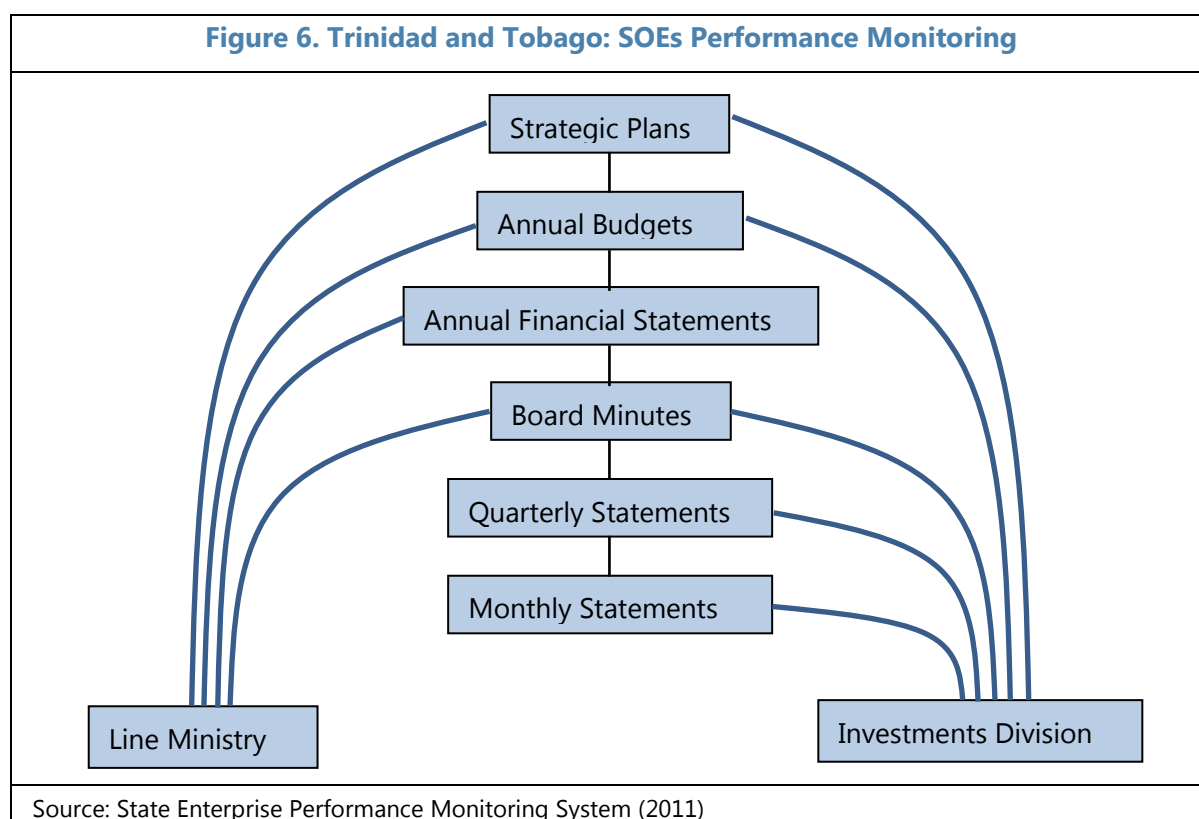 Figure 6. Trinidad and Tobago: SOEs Performance Monitoring
Strategic Plans
Annual Budgets
Annual Financial Statements
Board Minutes
Quarterly Statements
Monthly Statements
Line Ministry
Investments Division
Source: State Enterprise Performance Monitoring System (2011)